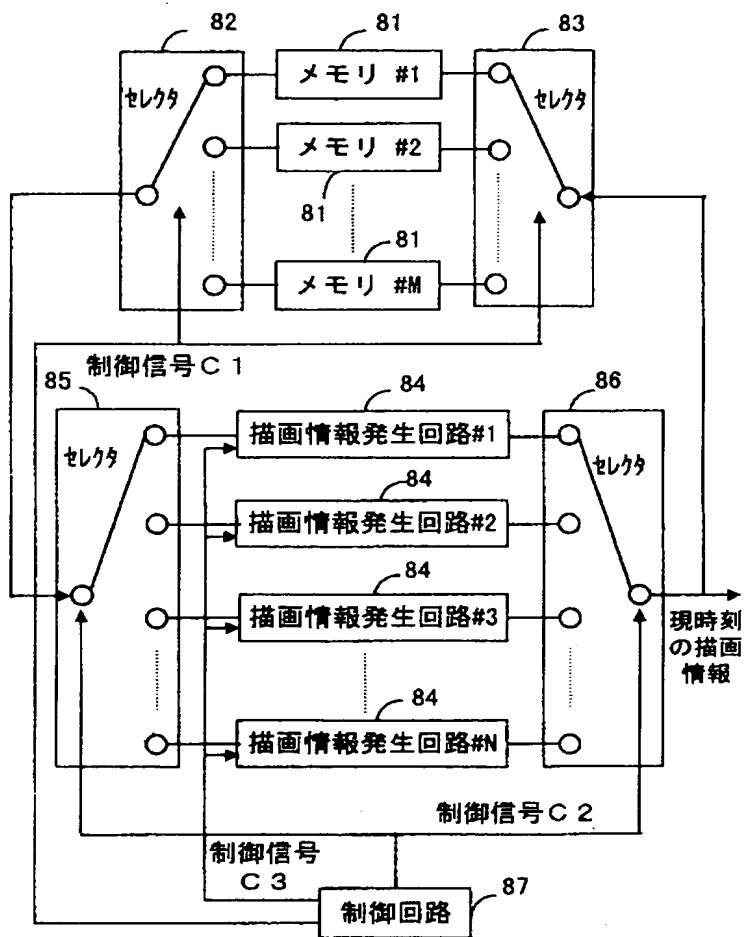 82
81
83
セレクタ
メモリ #1
セレクタ
メモリ #2
81
81
メモリ #M
制御信号C1
85
84
86
セレクタ
描画情報発生回路#1
セレクタ
84
描画情報発生回路#2
84
描画情報発生回路#3
現時刻
の描画
情報
84
描画情報発生回路#N
制御信号C2
制御信号
C3
87
制御回路